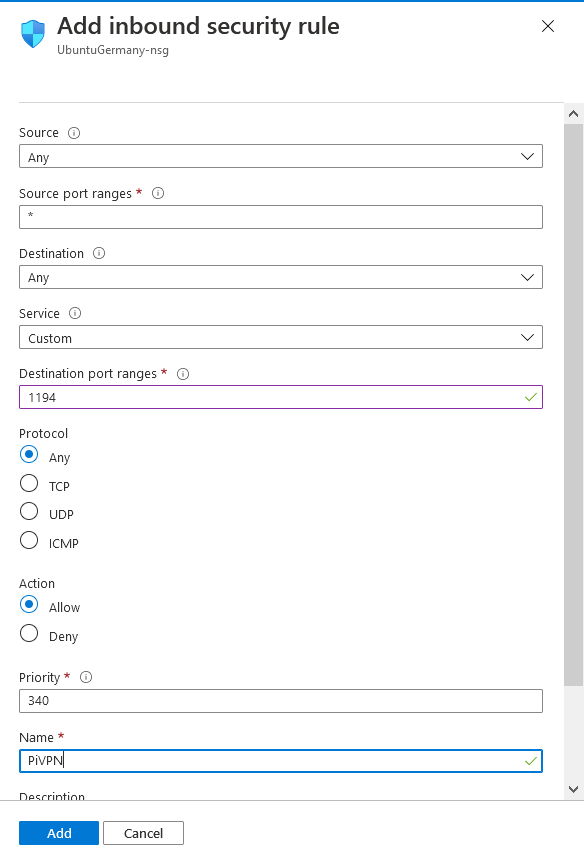 Add inbound security rule
UbuntuGermany-nsg
Source
Any
Source port ranges *
*
Destination
Any
Service
Custom
Destination port ranges *
1194
Protocol
Any
TCP
UDP
ICMP
Action
Allow
Deny
Priority *
340
Name *
PiVPN
Description
Add Cancel